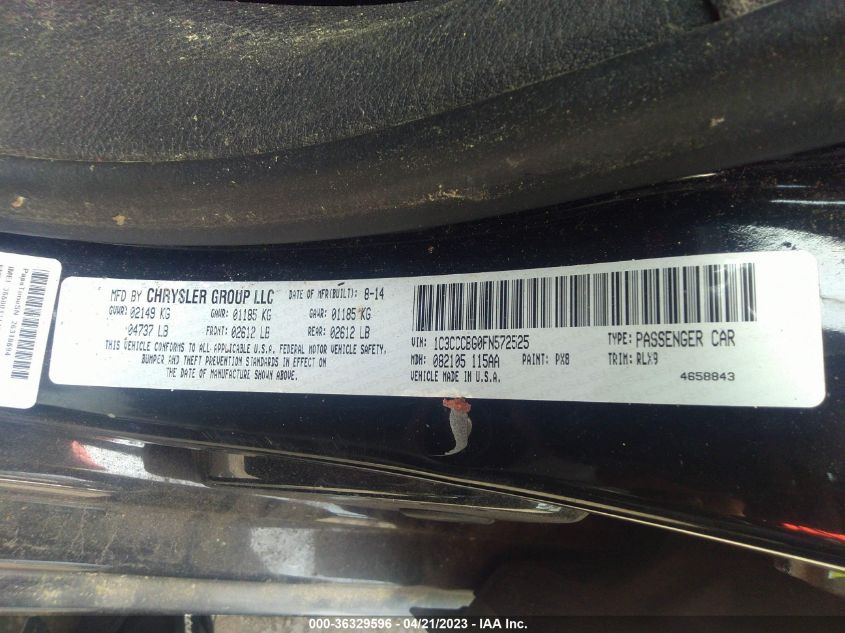 MFD BY CHRYSLER GROUP LLC DATE OF MFR(BUILT): 8-14
GVWR: 02149 KG GAWR: 01185 KG GAWR: 01185 KG
04737 LB FRONT: 02612 LB REAR: 02612 LB
THIS VEHICLE CONFORMS TO ALL APPLICABLE U.S.A. FEDERAL MOTOR VEHICLE SAFETY,
BUMPER AND THEFT PREVENTION STANDARDS IN EFFECT ON
THE DATE OF MANUFACTURE SHOWN ABOVE.
VIN: 1C3CCCBG0FN572525 TYPE: PASSENGER CAR
MDH: 082105 115AA PAINT: PX8 TRIM: RLX9
VEHICLE MADE IN U.S.A. 4658843
000-36329596 - 04/21/2023 - IAA Inc.